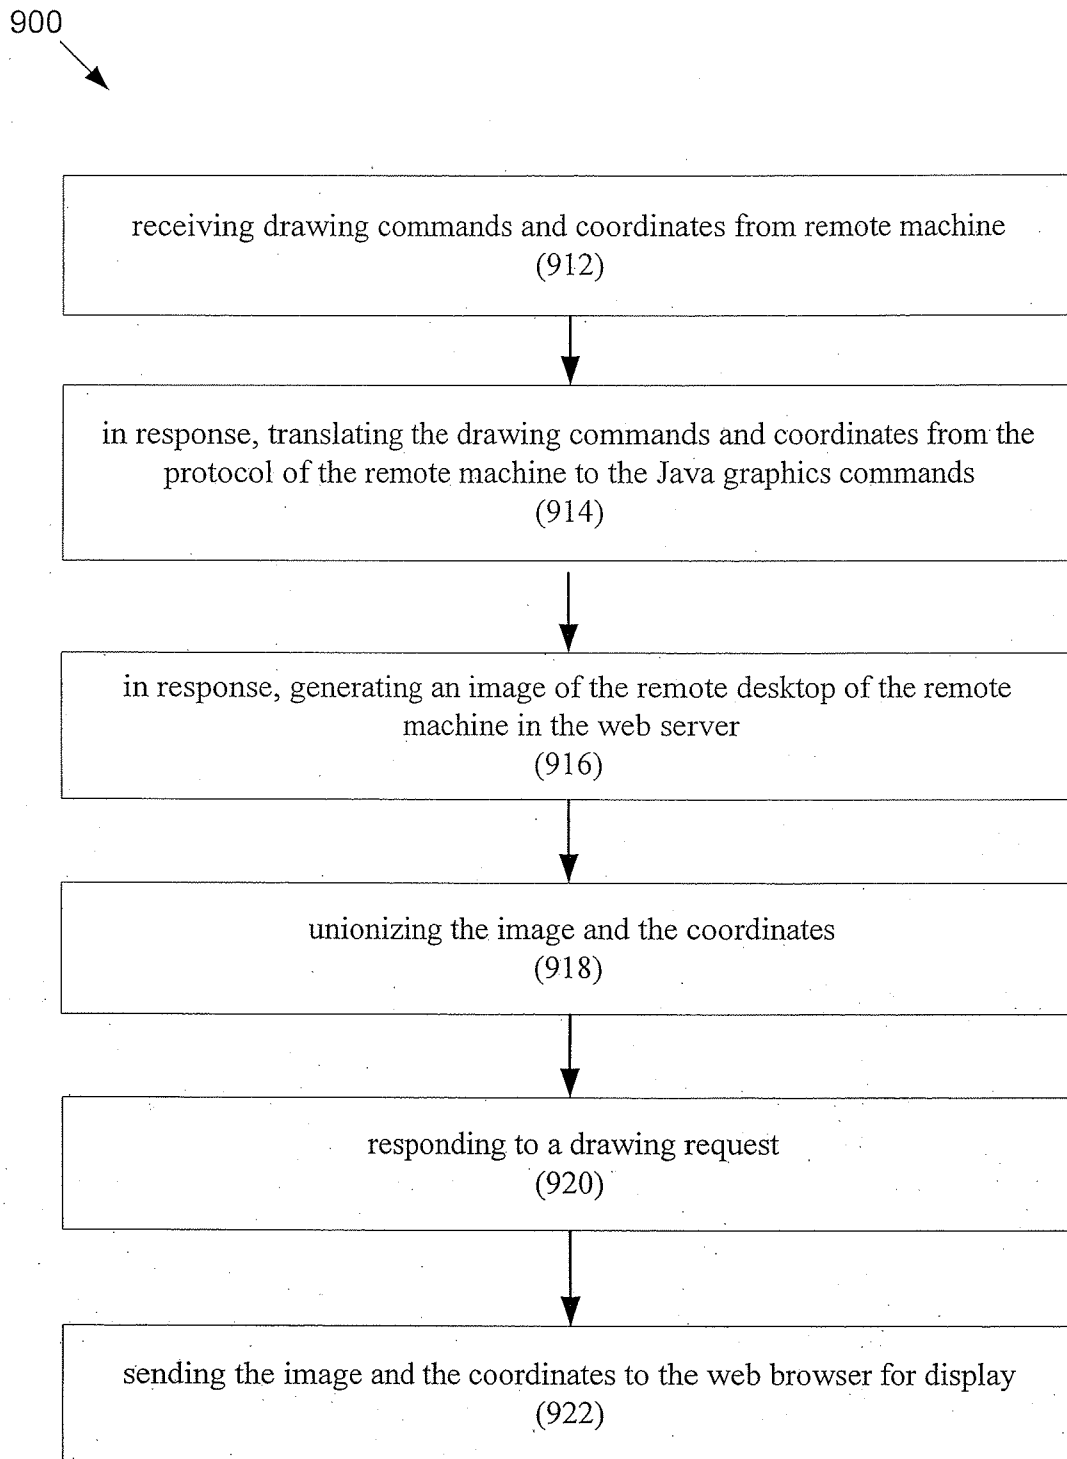 900
receiving drawing commands and coordinates from remote machine
(912)
in response, translating the drawing commands and coordinates from the
protocol of the remote machine to the Java graphics commands
(914)
in response, generating an image of the remote desktop of the remote
machine in the web server
(916)
unionizing the image and the coordinates
(918)
responding to a drawing request
(920)
sending the image and the coordinates to the web browser for display
(922)